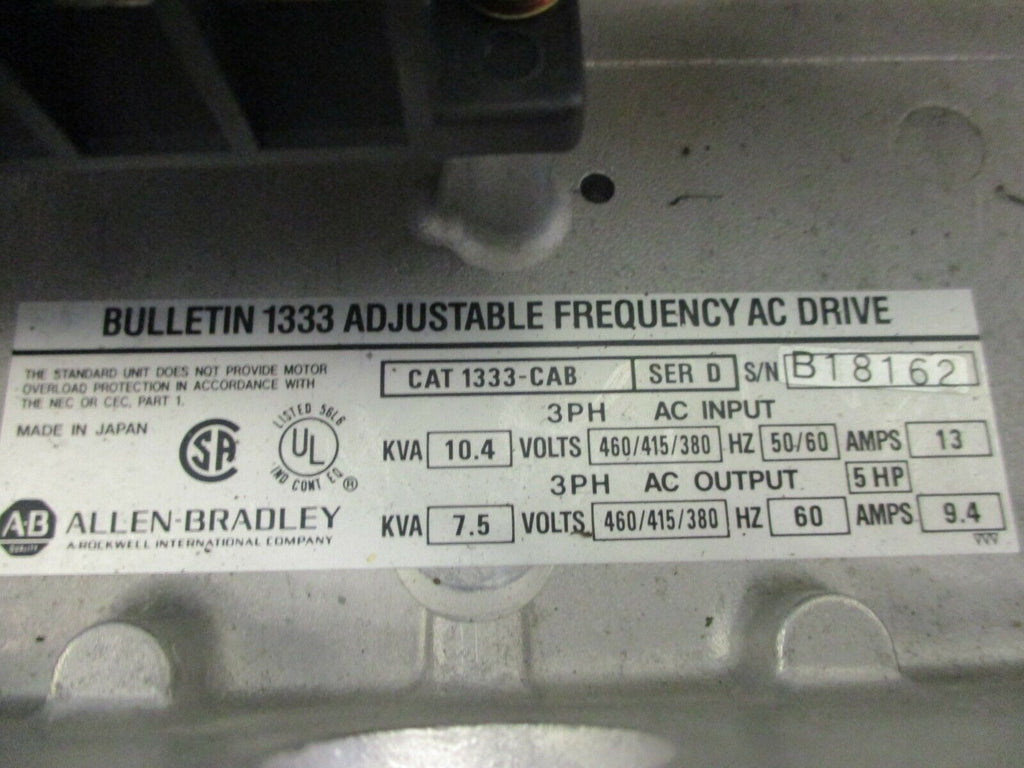 BULLETIN 1333 ADJUSTABLE FREQUENCY AC DRIVE
THE STANDARD UNIT DOES NOT PROVIDE MOTOR
OVERLOAD PROTECTION IN ACCORDANCE WITH
THE NEC OR CEC, PART 1.
MADE IN JAPAN
SA
LISTED 56L6
UL
IND CONT EQ ®
A-B
QUALITY
ALLEN-BRADLEY
A ROCKWELL INTERNATIONAL COMPANY
CAT 1333-CAB SER D S/N B18162
3PH AC INPUT
KVA 10.4 VOLTS 460/415/380 HZ 50/60 AMPS 13
3PH AC OUTPUT 5 HP
KVA 7.5 VOLTS 460/415/380 HZ 60 AMPS 9.4